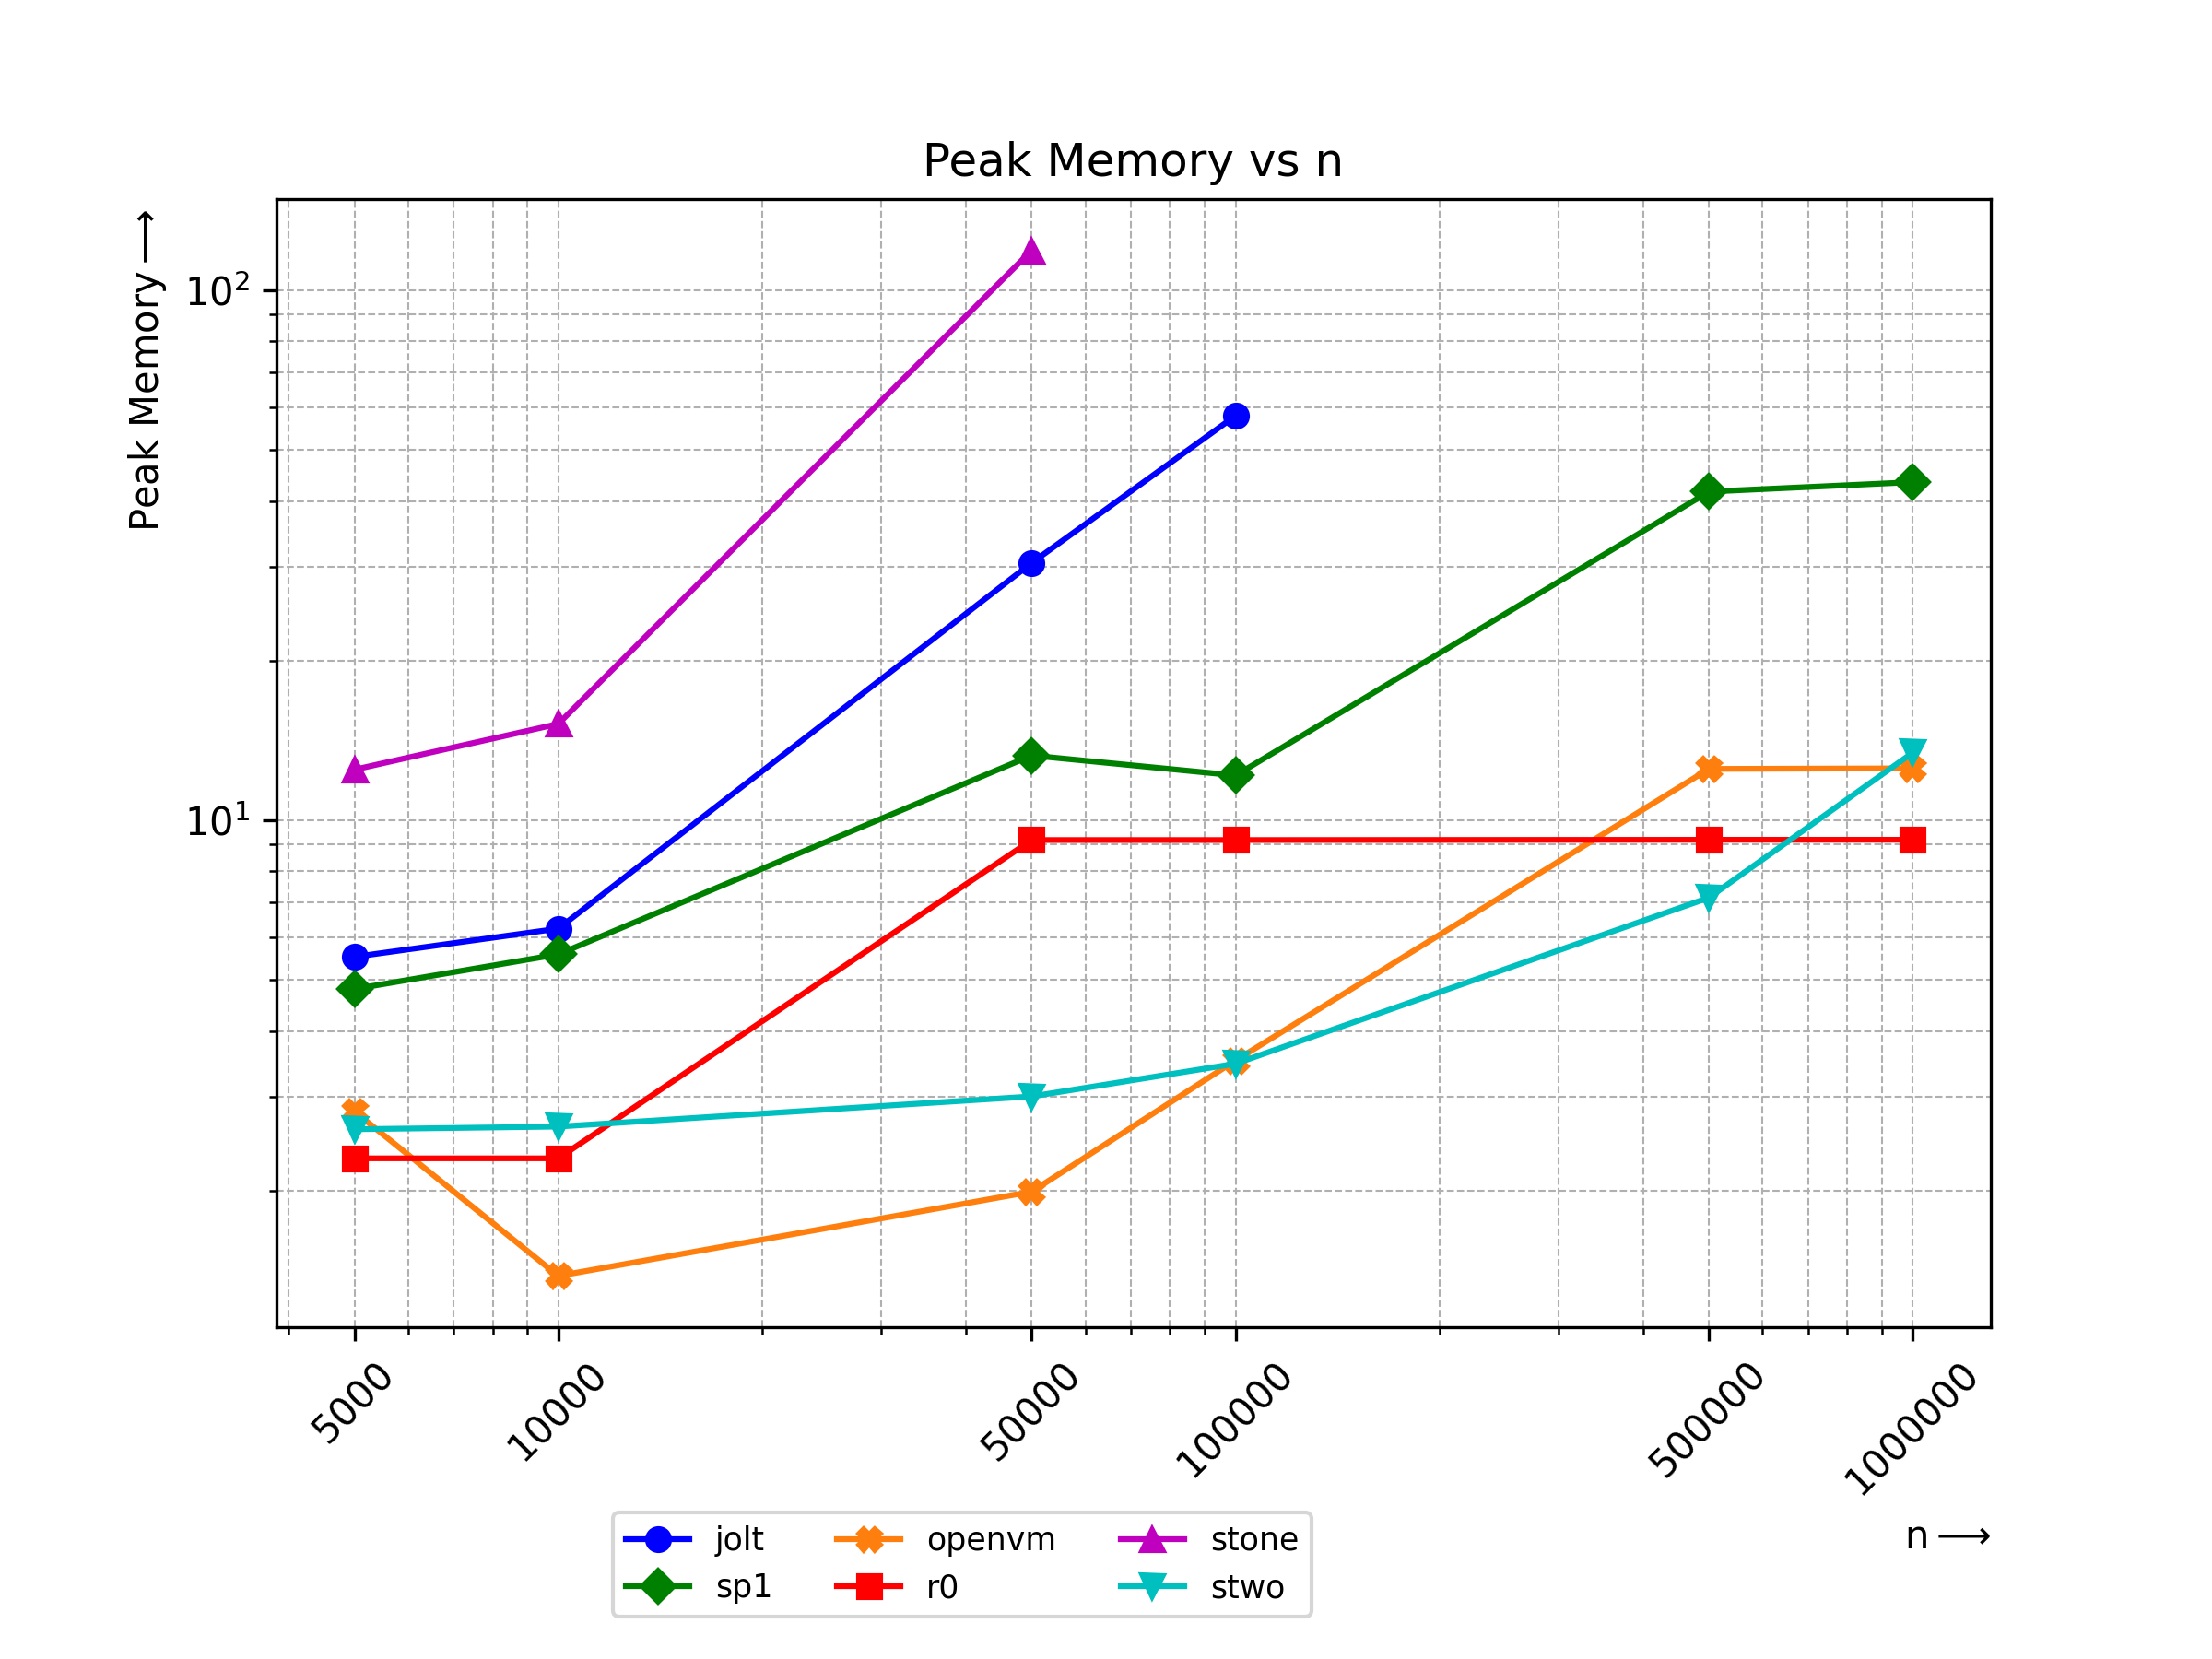 Peak Memory vs n
Peak Memory ⟶
10²
10¹
5000
10000
50000
100000
500000
1000000
n ⟶
jolt
sp1
openvm
r0
stone
stwo